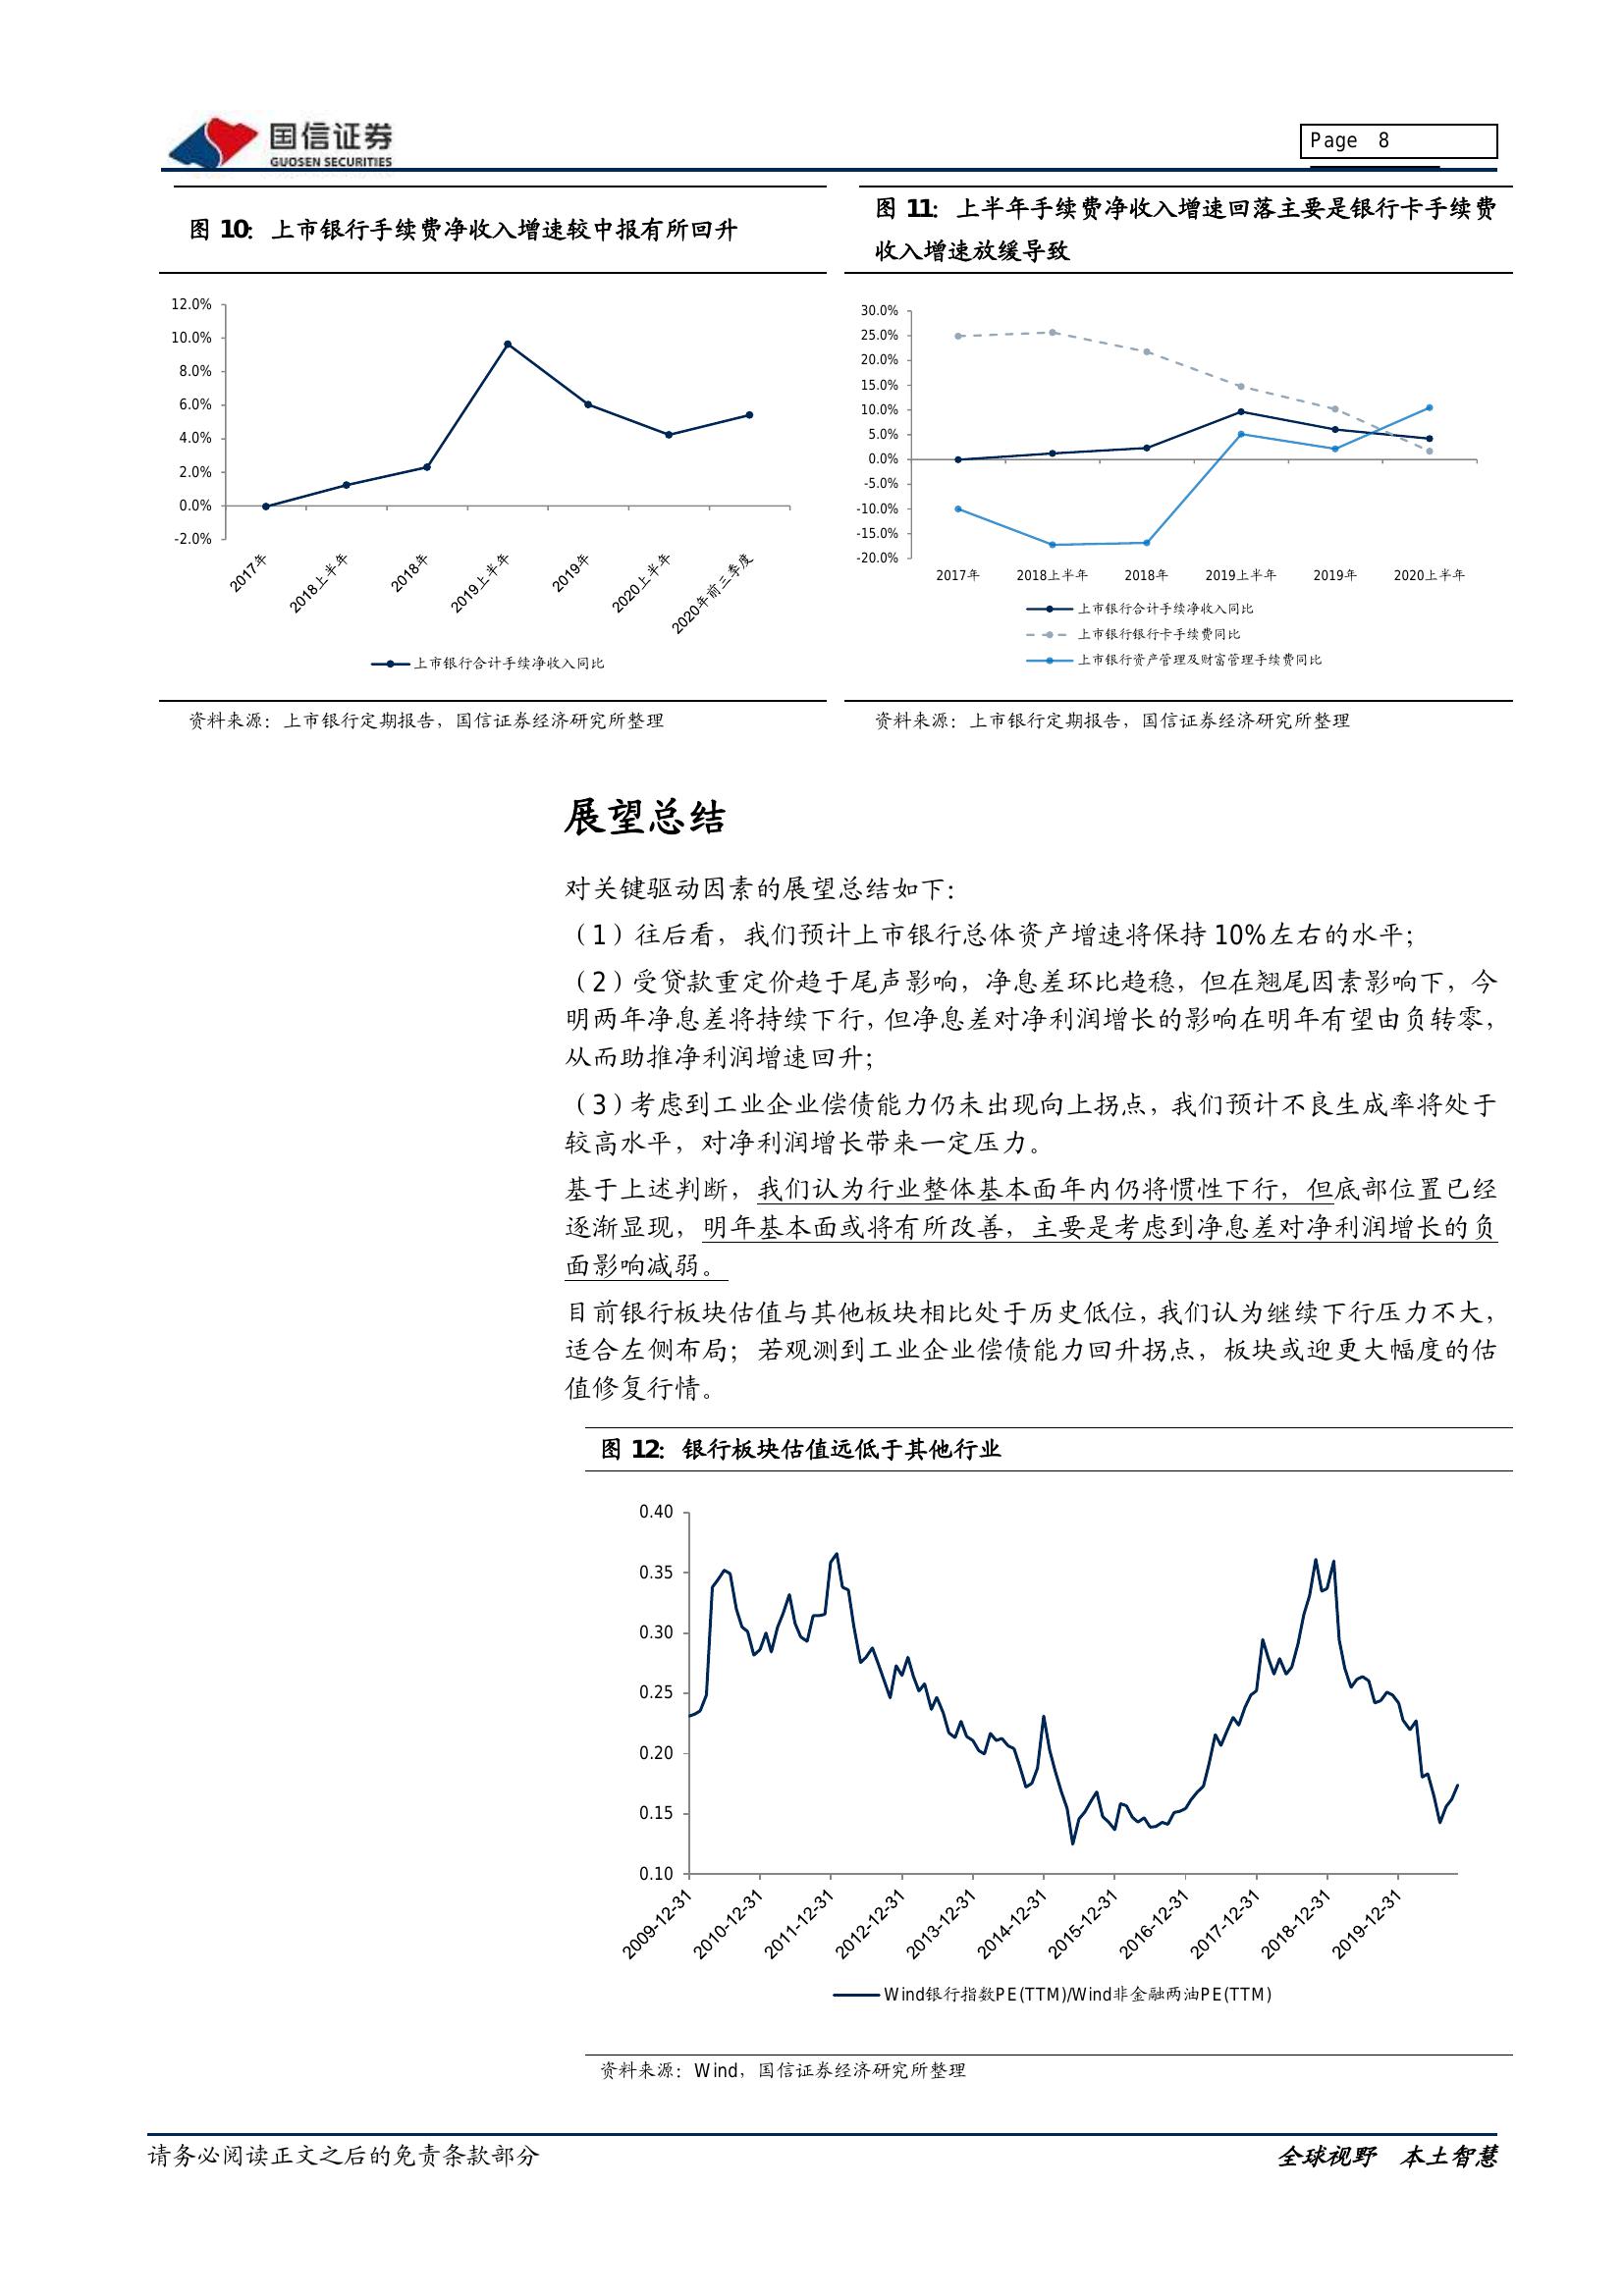 国信证券
GUOSEN SECURITIES
Page 8
图 10：上市银行手续费净收入增速较中报有所回升
12.0%
10.0%
8.0%
6.0%
4.0%
2.0%
0.0%
-2.0%
2017年
2018上半年
2018年
2019上半年
2019年
2020上半年
2020年前三季度
上市银行合计手续净收入同比
资料来源：上市银行定期报告，国信证券经济研究所整理
图 11：上半年手续费净收入增速回落主要是银行卡手续费
收入增速放缓导致
30.0%
25.0%
20.0%
15.0%
10.0%
5.0%
0.0%
-5.0%
-10.0%
-15.0%
-20.0%
2017年
2018上半年
2018年
2019上半年
2019年
2020上半年
上市银行合计手续净收入同比
上市银行银行卡手续费同比
上市银行资产管理及财富管理手续费同比
资料来源：上市银行定期报告，国信证券经济研究所整理
展望总结
对关键驱动因素的展望总结如下：
（1）往后看，我们预计上市银行总体资产增速将保持 10%左右的水平；
（2）受贷款重定价趋于尾声影响，净息差环比趋稳，但在翘尾因素影响下，今
明两年净息差将持续下行，但净息差对净利润增长的影响在明年有望由负转零，
从而助推净利润增速回升；
（3）考虑到工业企业偿债能力仍未出现向上拐点，我们预计不良生成率将处于
较高水平，对净利润增长带来一定压力。
基于上述判断，我们认为行业整体基本面年内仍将惯性下行，但底部位置已经
逐渐显现，明年基本面或将有所改善，主要是考虑到净息差对净利润增长的负
面影响减弱。
目前银行板块估值与其他板块相比处于历史低位，我们认为继续下行压力不大，
适合左侧布局；若观测到工业企业偿债能力回升拐点，板块或迎更大幅度的估
值修复行情。
图 12：银行板块估值远低于其他行业
0.40
0.35
0.30
0.25
0.20
0.15
0.10
2009-12-31
2010-12-31
2011-12-31
2012-12-31
2013-12-31
2014-12-31
2015-12-31
2016-12-31
2017-12-31
2018-12-31
2019-12-31
Wind银行指数PE(TTM)/Wind非金融两油PE(TTM)
资料来源：Wind，国信证券经济研究所整理
请务必阅读正文之后的免责条款部分
全球视野 本土智慧